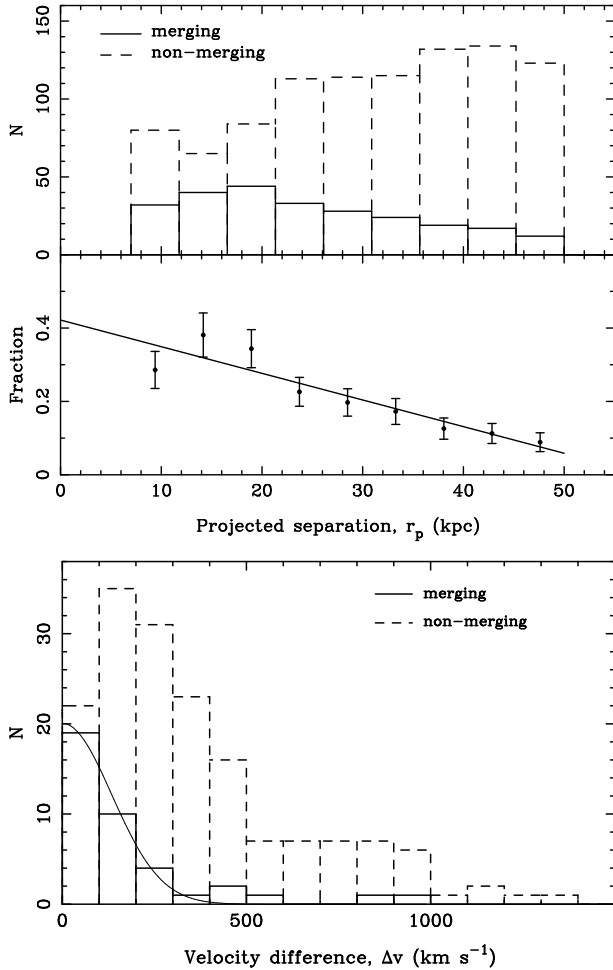 150
100
50
0
N
merging
non−merging
0.4
0.2
0
Fraction
0 10 20 30 40 50
Projected separation, r_p (kpc)
30
20
10
0
N
merging
non−merging
0 500 1000
Velocity difference, Δv (km s⁻¹)